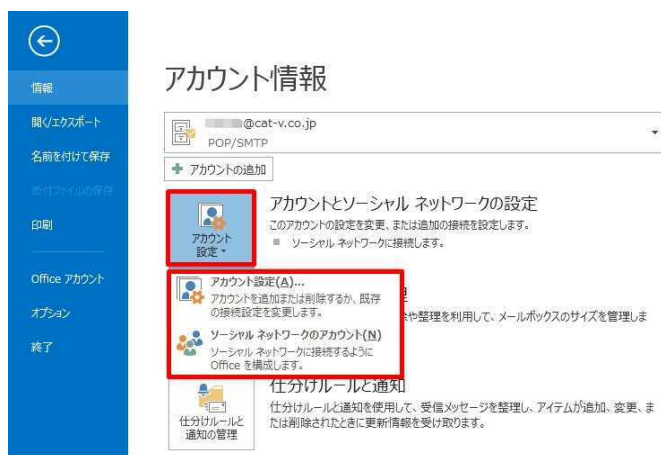 情報
開く/エクスポート
名前を付けて保存
添付ファイルの保存
印刷
Office アカウント
オプション
終了
アカウント情報
@cat-v.co.jp
POP/SMTP
アカウントの追加
アカウント
設定
アカウントとソーシャル ネットワークの設定
このアカウントの設定を変更、または追加の接続を設定します。
ソーシャル ネットワークに接続します。
アカウント設定(A)...
アカウントを追加または削除するか、既存
の接続設定を変更します。
や整理を利用して、メールボックスのサイズを管理しま
ソーシャル ネットワークのアカウント(N)
ソーシャル ネットワークに接続するように
Office を構成します。
仕分けルールと
通知の管理
仕分けルールと通知
仕分けルールと通知を使用して、受信メッセージを整理し、アイテムが追加、変更、ま
たは削除されたときに更新情報を受け取ります。